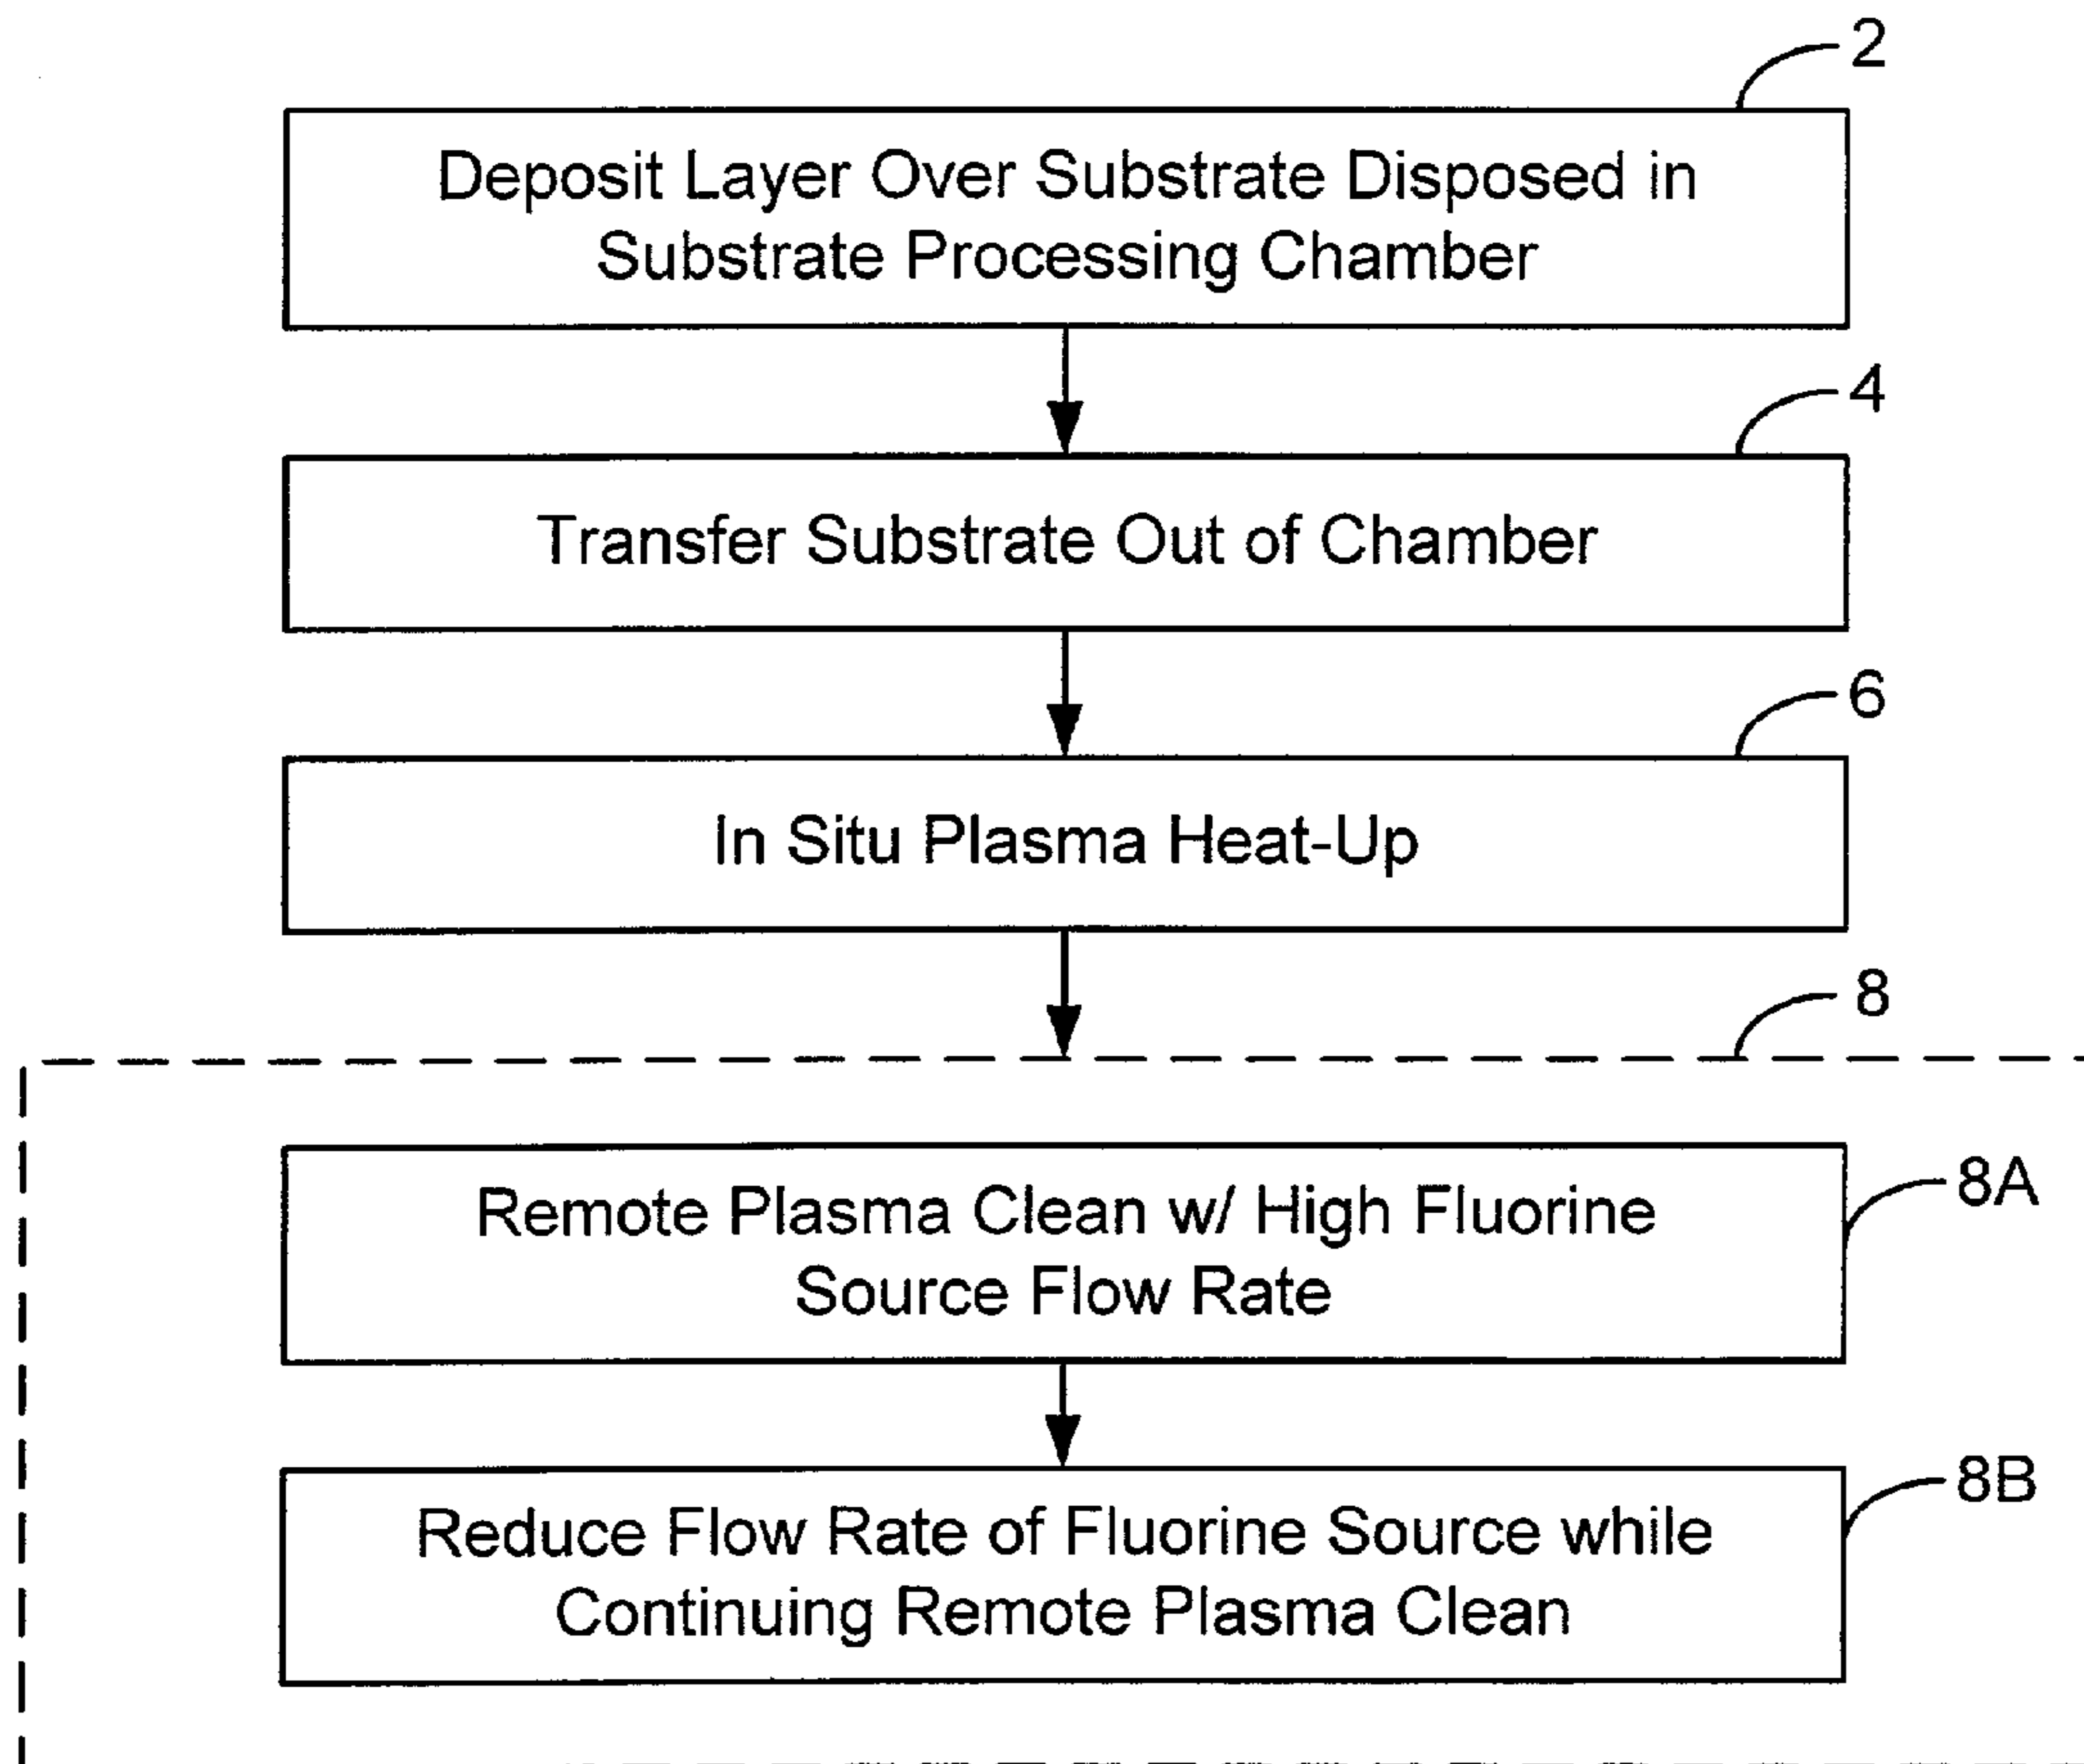 2
Deposit Layer Over Substrate Disposed in
Substrate Processing Chamber
4
Transfer Substrate Out of Chamber
6
In Situ Plasma Heat-Up
8
8A
Remote Plasma Clean w/ High Fluorine
Source Flow Rate
8B
Reduce Flow Rate of Fluorine Source while
Continuing Remote Plasma Clean